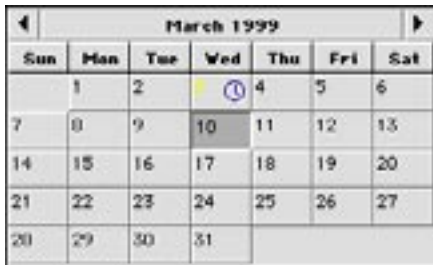 March 1999
Sun Mon Tue Wed Thu Fri Sat
1 2 3 4 5 6
7 8 9 10 11 12 13
14 15 16 17 18 19 20
21 22 23 24 25 26 27
28 29 30 31